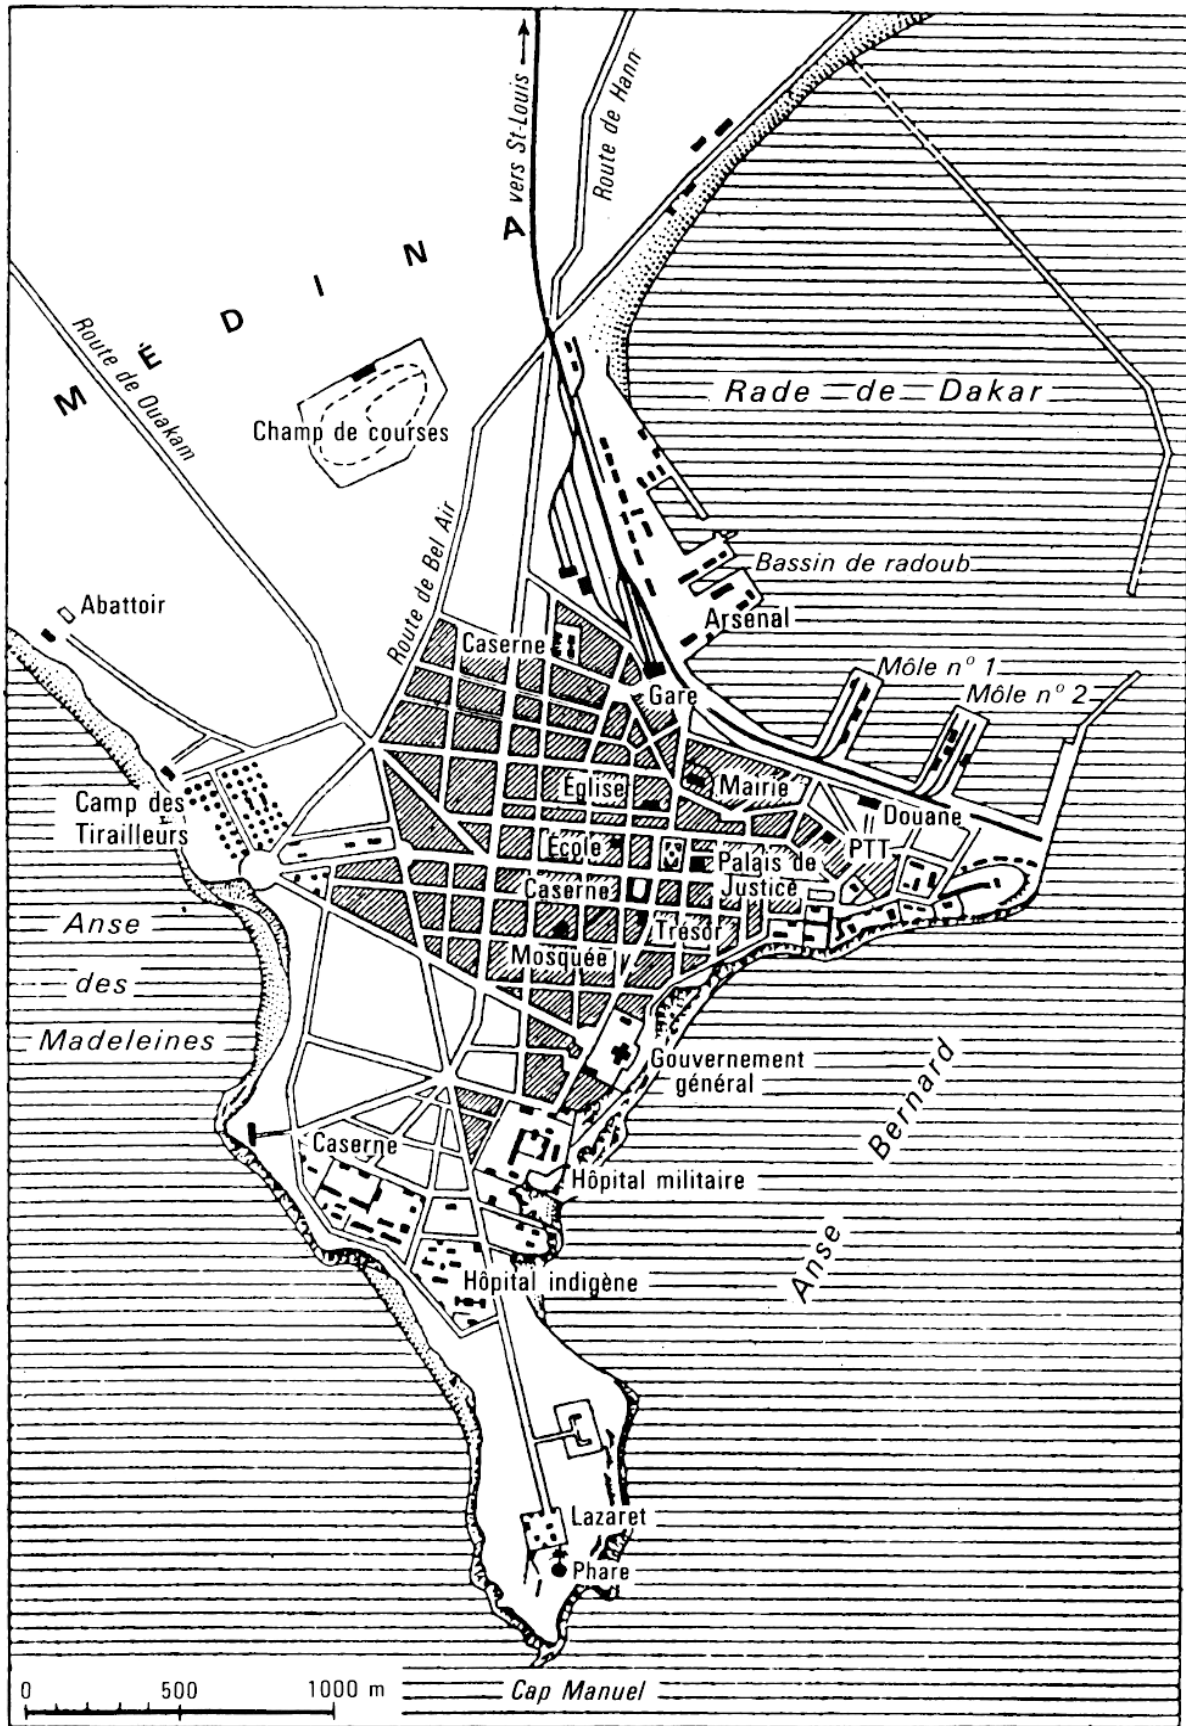 vers St-Louis
Route de Hann
MÉDINA
Route de Ouakam
Champ de courses
Rade de Dakar
Route de Bel Air
Bassin de radoub
Abattoir
Arsenal
Caserne
Môle nº 1
Gare
Môle nº 2
Église
Mairie
Camp des
Tirailleurs
Douane
École
PTT
Palais de
Justice
Caserne
Trésor
Mosquée
Anse
des
Madeleines
Gouvernement
général
Anse Bernard
Caserne
Hôpital militaire
Hôpital indigène
Lazaret
Phare
0 500 1000 m
Cap Manuel